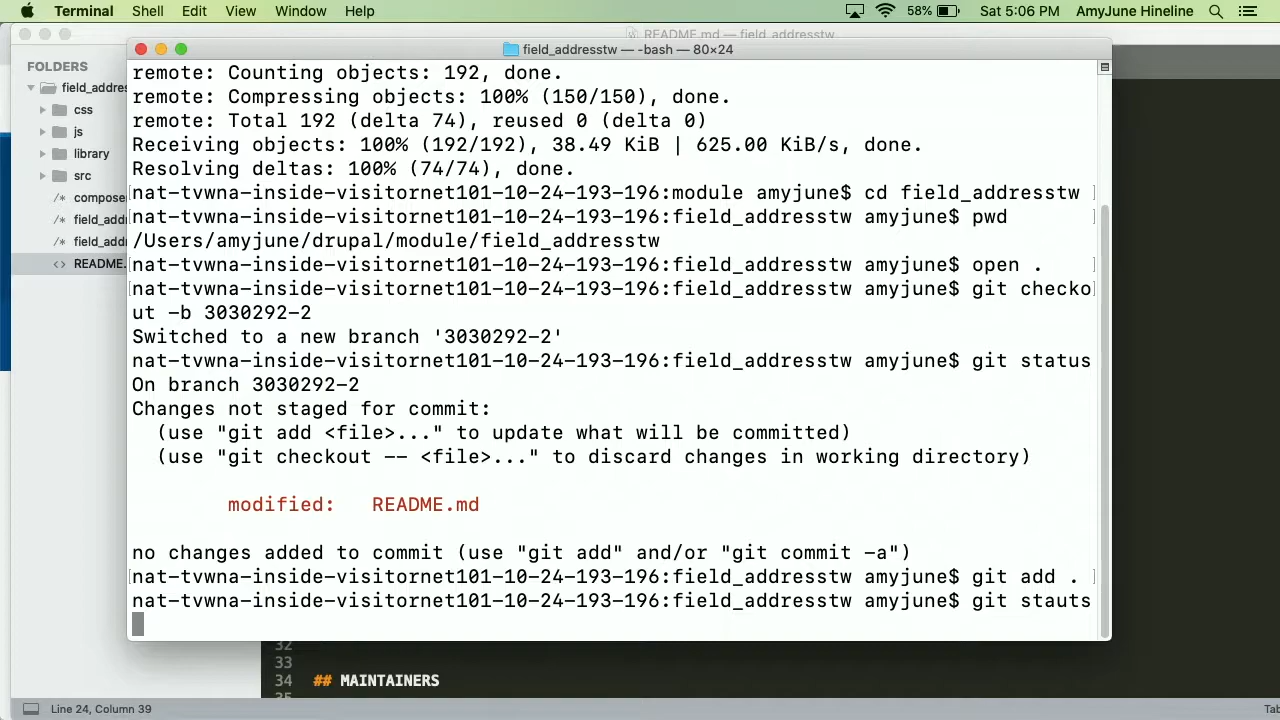 Terminal Shell Edit View Window Help 58% Sat 5:06 PM AmyJune Hineline
README.md — field_addresstw
field_addresstw — -bash — 80×24
FOLDERS
field_addres
css
js
library
src
/* compose
/* field_add
/* field_add
<> README.
remote: Counting objects: 192, done.
remote: Compressing objects: 100% (150/150), done.
remote: Total 192 (delta 74), reused 0 (delta 0)
Receiving objects: 100% (192/192), 38.49 KiB | 625.00 KiB/s, done.
Resolving deltas: 100% (74/74), done.
[nat-tvwna-inside-visitornet101-10-24-193-196:module amyjune$ cd field_addresstw ]
[nat-tvwna-inside-visitornet101-10-24-193-196:field_addresstw amyjune$ pwd
/Users/amyjune/drupal/module/field_addresstw
[nat-tvwna-inside-visitornet101-10-24-193-196:field_addresstw amyjune$ open . ]
[nat-tvwna-inside-visitornet101-10-24-193-196:field_addresstw amyjune$ git checko]
ut -b 3030292-2
Switched to a new branch '3030292-2'
nat-tvwna-inside-visitornet101-10-24-193-196:field_addresstw amyjune$ git status
On branch 3030292-2
Changes not staged for commit:
(use "git add <file>..." to update what will be committed)
(use "git checkout -- <file>..." to discard changes in working directory)
modified: README.md
no changes added to commit (use "git add" and/or "git commit -a")
[nat-tvwna-inside-visitornet101-10-24-193-196:field_addresstw amyjune$ git add . ]
nat-tvwna-inside-visitornet101-10-24-193-196:field_addresstw amyjune$ git stauts
32
33
34 ## MAINTAINERS
35
Line 24, Column 39 Tab